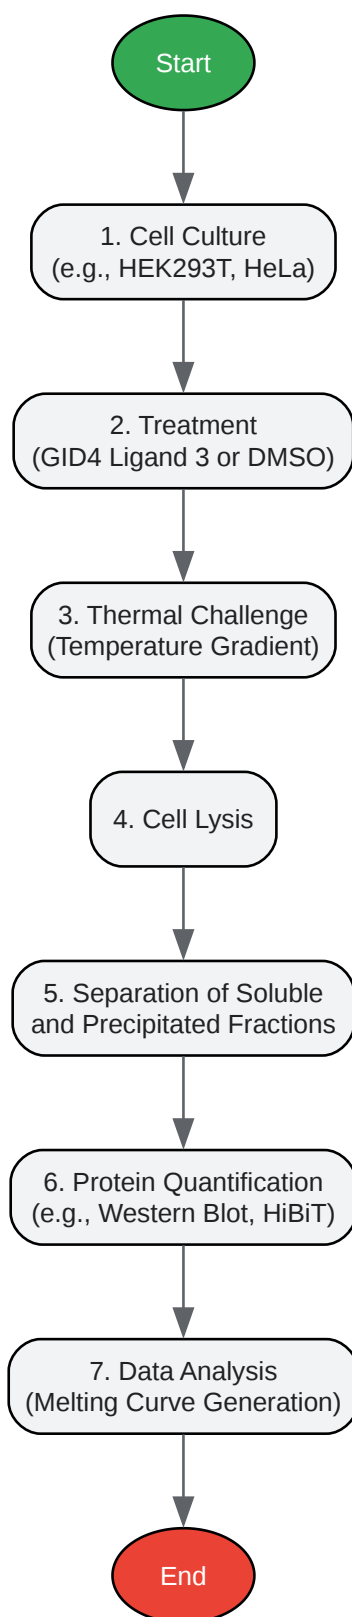 Start
1. Cell Culture
(e.g., HEK293T, HeLa)
2. Treatment
(GID4 Ligand 3 or DMSO)
3. Thermal Challenge
(Temperature Gradient)
4. Cell Lysis
5. Separation of Soluble
and Precipitated Fractions
6. Protein Quantification
(e.g., Western Blot, HiBiT)
7. Data Analysis
(Melting Curve Generation)
End